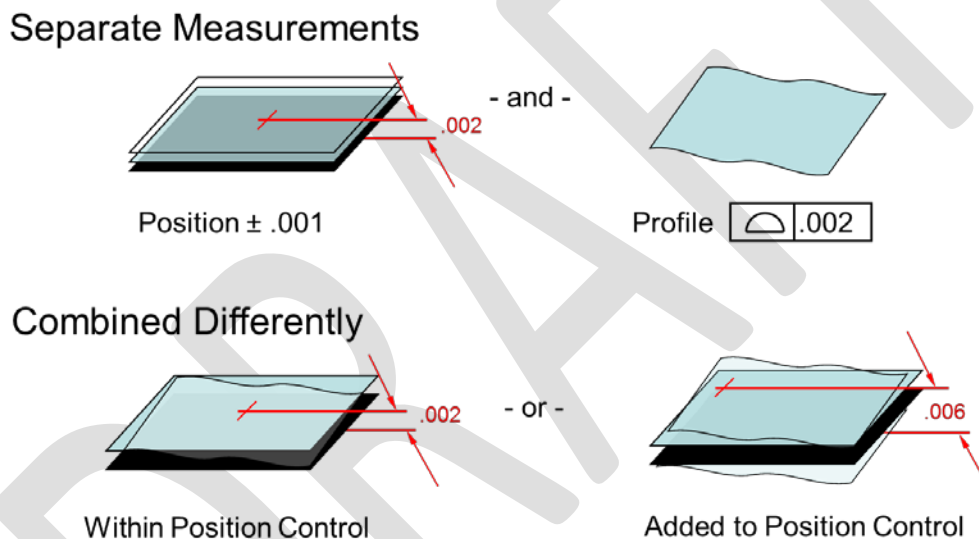 Separate Measurements
.002
- and -
Position ± .001
Profile ⌓ .002
Combined Differently
.002
- or -
.006
Within Position Control
Added to Position Control
DRAFT